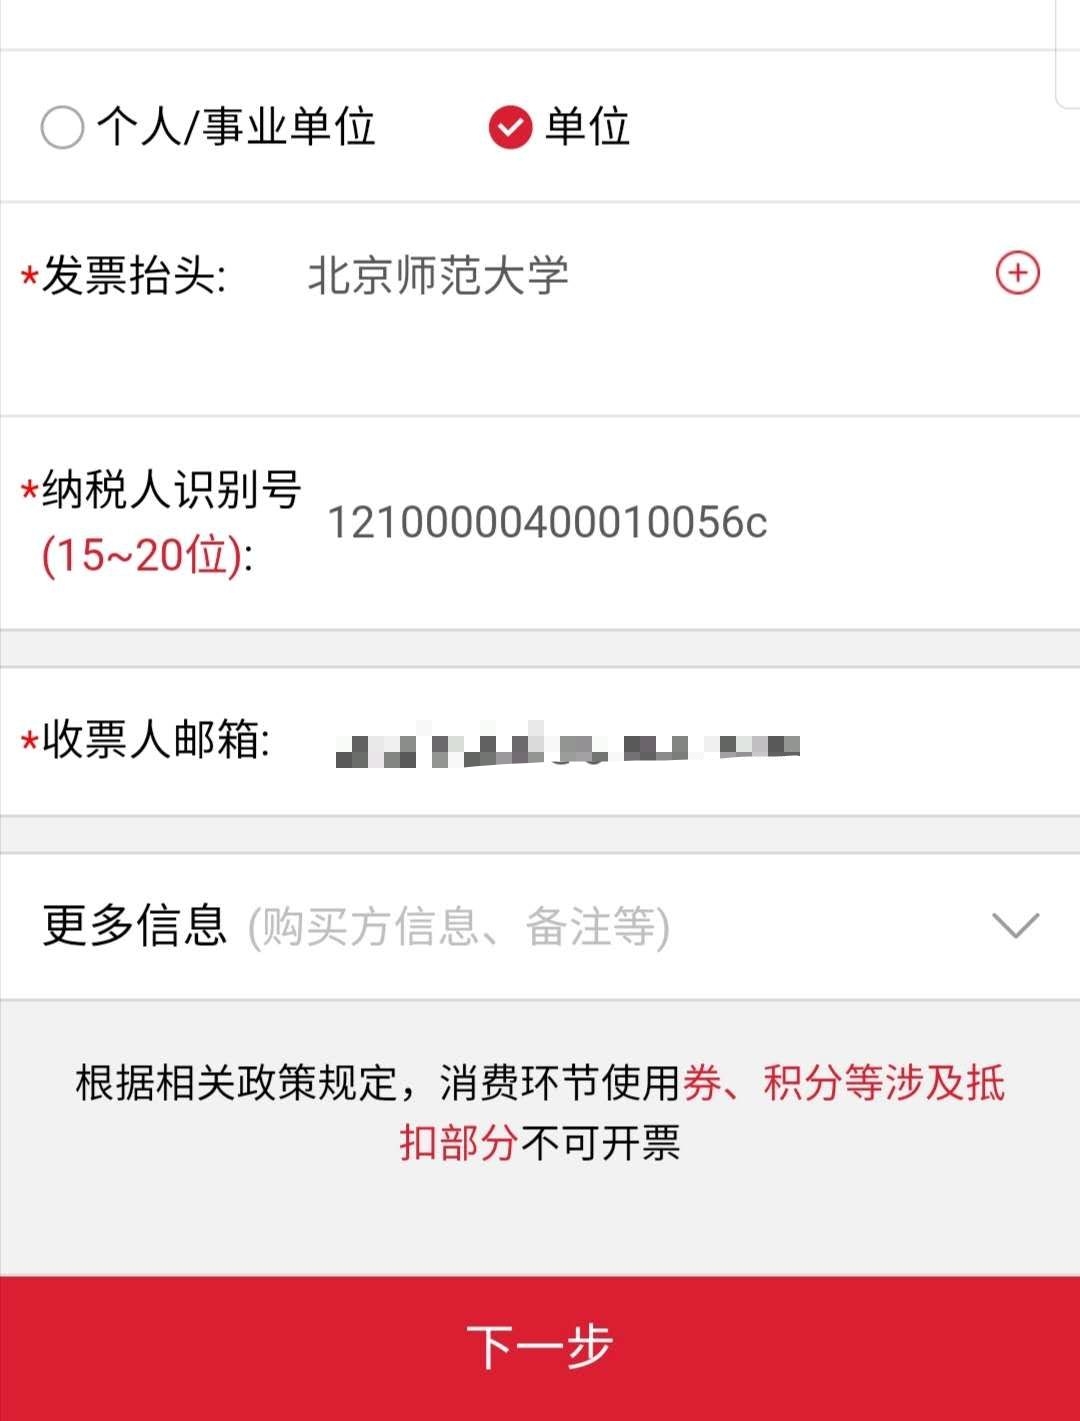 个人/事业单位 单位
*发票抬头: 北京师范大学
*纳税人识别号
(15~20位): 12100000400010056c
*收票人邮箱:
更多信息 (购买方信息、备注等)
根据相关政策规定，消费环节使用券、积分等涉及抵
扣部分不可开票
下一步